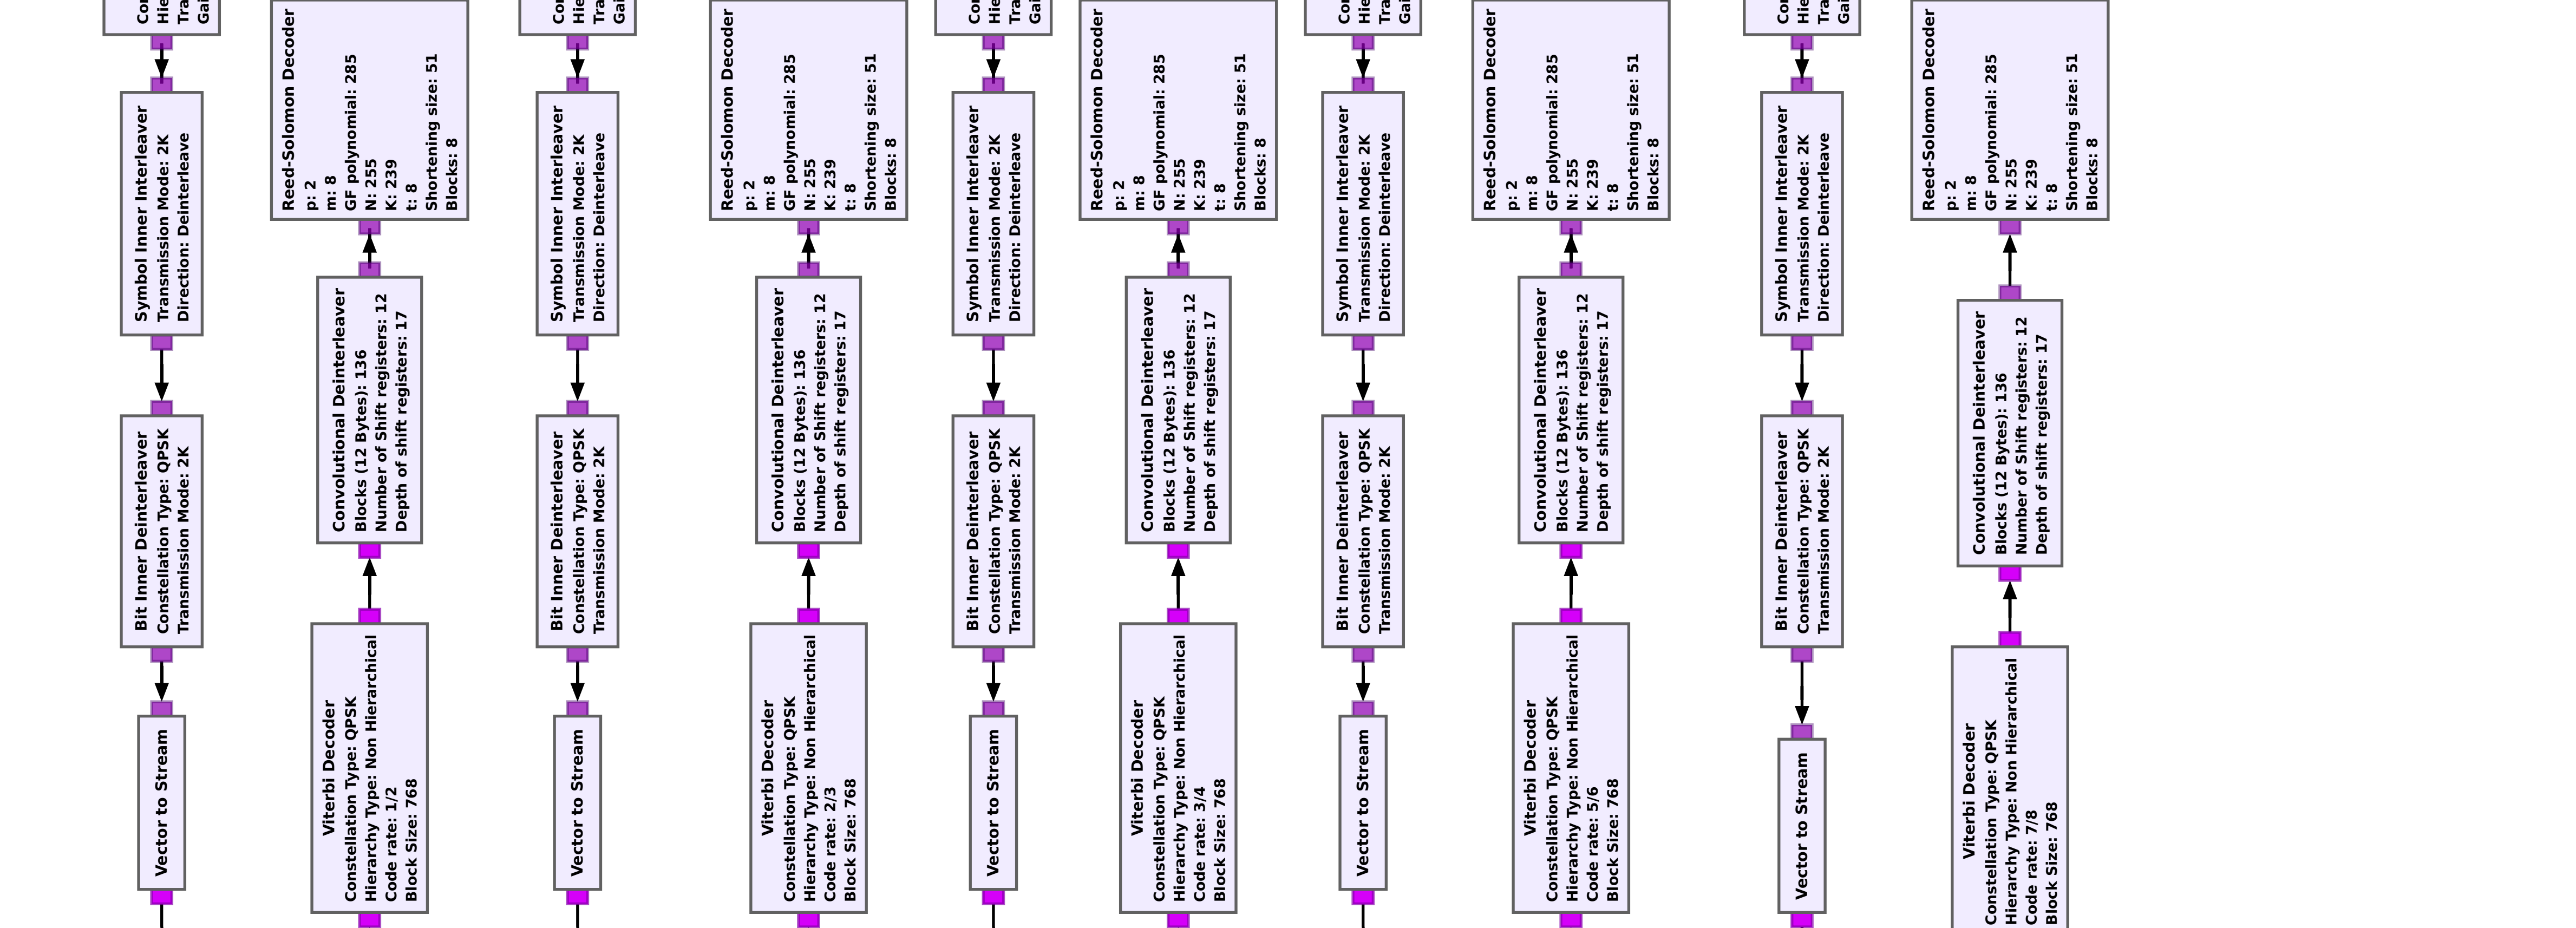 Vector to Stream
Bit Inner Deinterleaver
Constellation Type: QPSK
Transmission Mode: 2K
Symbol Inner Interleaver
Transmission Mode: 2K
Direction: Deinterleave
Viterbi Decoder
Constellation Type: QPSK
Hierarchy Type: Non Hierarchical
Code rate: 1/2
Block Size: 768
Convolutional Deinterleaver
Blocks (12 Bytes): 136
Number of Shift registers: 12
Depth of shift registers: 17
Reed-Solomon Decoder
p: 2
m: 8
GF polynomial: 285
N: 255
K: 239
t: 8
Shortening size: 51
Blocks: 8
Vector to Stream
Bit Inner Deinterleaver
Constellation Type: QPSK
Transmission Mode: 2K
Symbol Inner Interleaver
Transmission Mode: 2K
Direction: Deinterleave
Viterbi Decoder
Constellation Type: QPSK
Hierarchy Type: Non Hierarchical
Code rate: 2/3
Block Size: 768
Convolutional Deinterleaver
Blocks (12 Bytes): 136
Number of Shift registers: 12
Depth of shift registers: 17
Reed-Solomon Decoder
p: 2
m: 8
GF polynomial: 285
N: 255
K: 239
t: 8
Shortening size: 51
Blocks: 8
Vector to Stream
Bit Inner Deinterleaver
Constellation Type: QPSK
Transmission Mode: 2K
Symbol Inner Interleaver
Transmission Mode: 2K
Direction: Deinterleave
Viterbi Decoder
Constellation Type: QPSK
Hierarchy Type: Non Hierarchical
Code rate: 3/4
Block Size: 768
Convolutional Deinterleaver
Blocks (12 Bytes): 136
Number of Shift registers: 12
Depth of shift registers: 17
Reed-Solomon Decoder
p: 2
m: 8
GF polynomial: 285
N: 255
K: 239
t: 8
Shortening size: 51
Blocks: 8
Vector to Stream
Bit Inner Deinterleaver
Constellation Type: QPSK
Transmission Mode: 2K
Symbol Inner Interleaver
Transmission Mode: 2K
Direction: Deinterleave
Viterbi Decoder
Constellation Type: QPSK
Hierarchy Type: Non Hierarchical
Code rate: 5/6
Block Size: 768
Convolutional Deinterleaver
Blocks (12 Bytes): 136
Number of Shift registers: 12
Depth of shift registers: 17
Reed-Solomon Decoder
p: 2
m: 8
GF polynomial: 285
N: 255
K: 239
t: 8
Shortening size: 51
Blocks: 8
Vector to Stream
Bit Inner Deinterleaver
Constellation Type: QPSK
Transmission Mode: 2K
Symbol Inner Interleaver
Transmission Mode: 2K
Direction: Deinterleave
Viterbi Decoder
Constellation Type: QPSK
Hierarchy Type: Non Hierarchical
Code rate: 7/8
Block Size: 768
Convolutional Deinterleaver
Blocks (12 Bytes): 136
Number of Shift registers: 12
Depth of shift registers: 17
Reed-Solomon Decoder
p: 2
m: 8
GF polynomial: 285
N: 255
K: 239
t: 8
Shortening size: 51
Blocks: 8